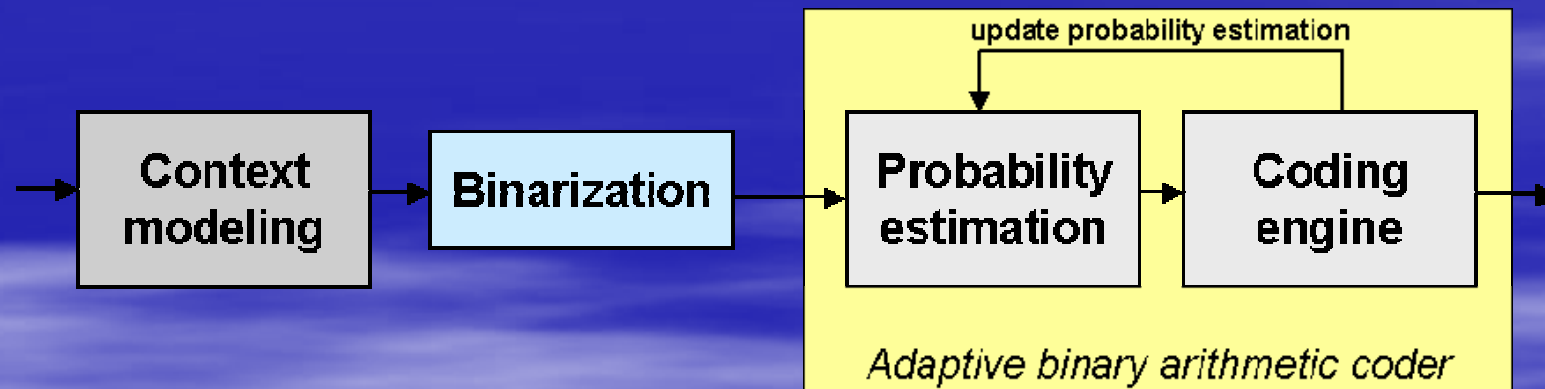 update probability estimation
Context
modeling
Binarization
Probability
estimation
Coding
engine
Adaptive binary arithmetic coder